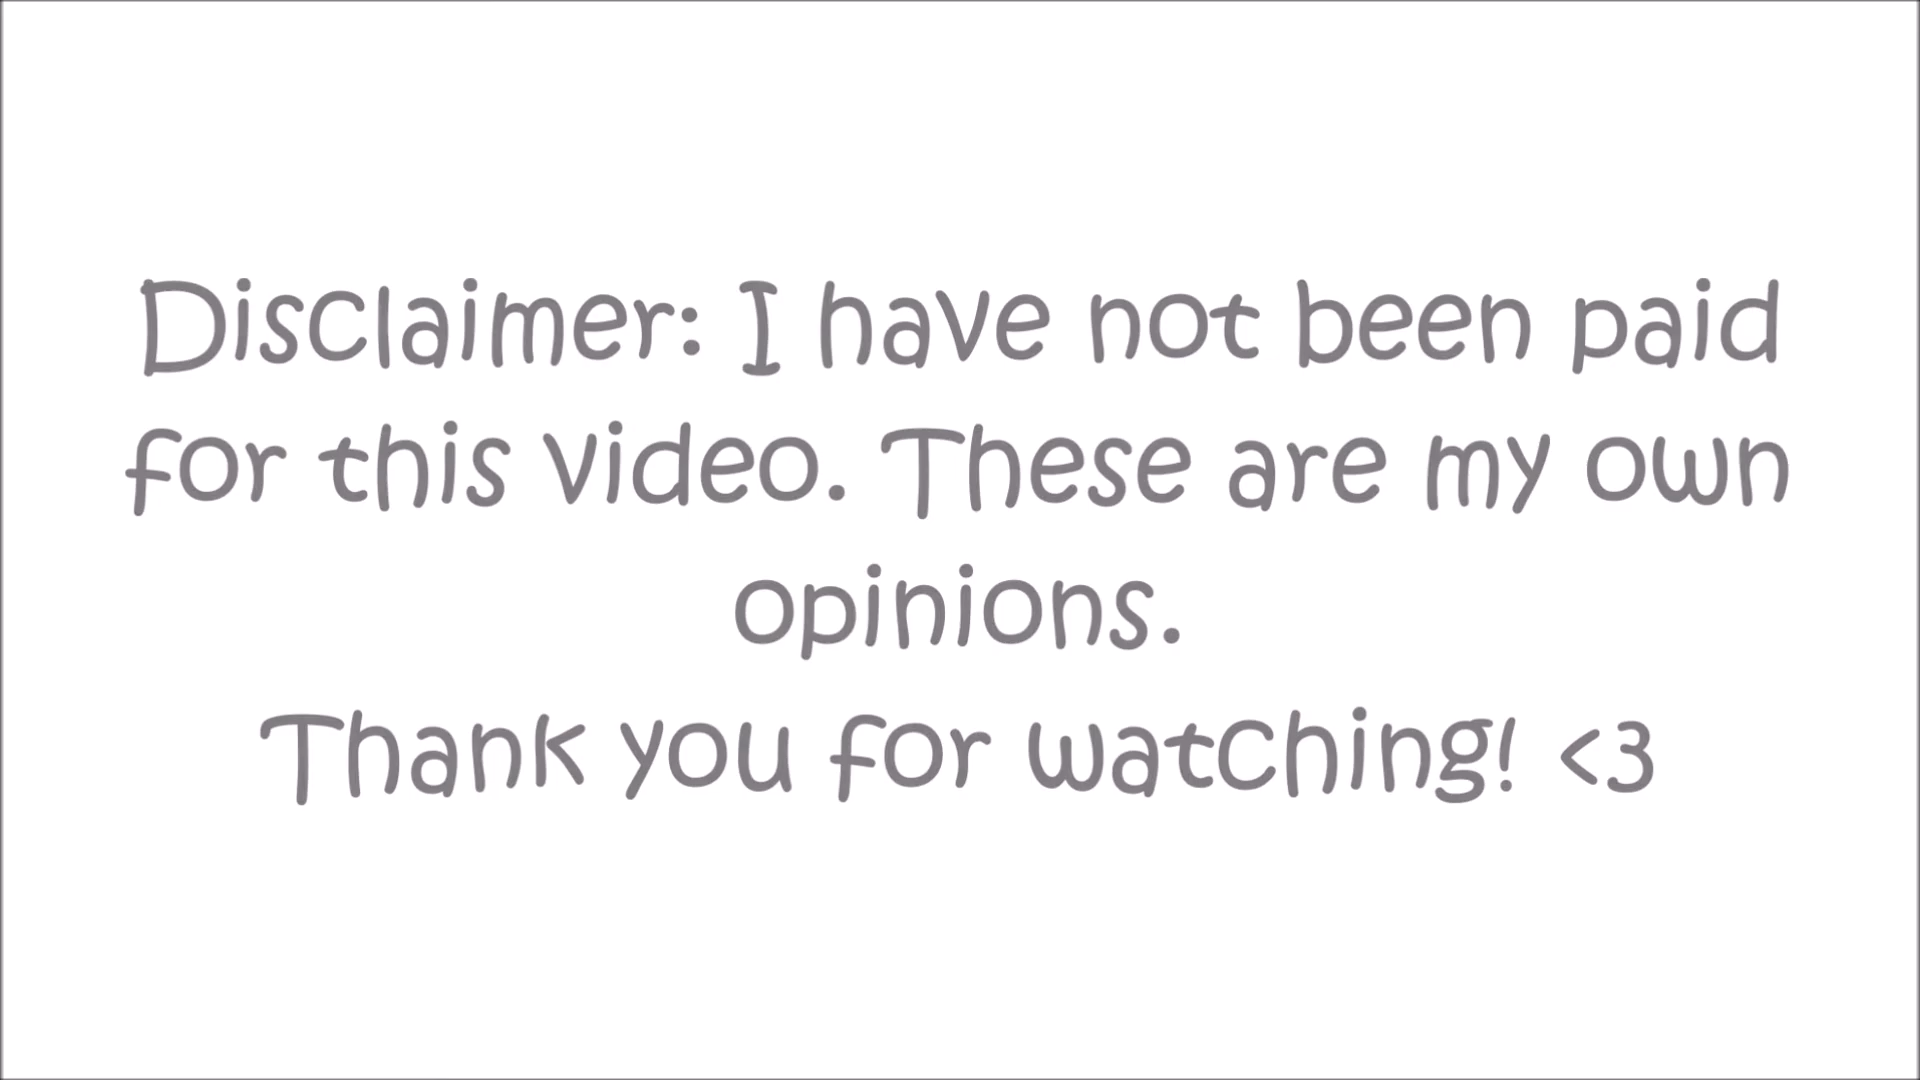 Disclaimer: I have not been paid
for this video. These are my own
opinions.
Thank you for watching! <3